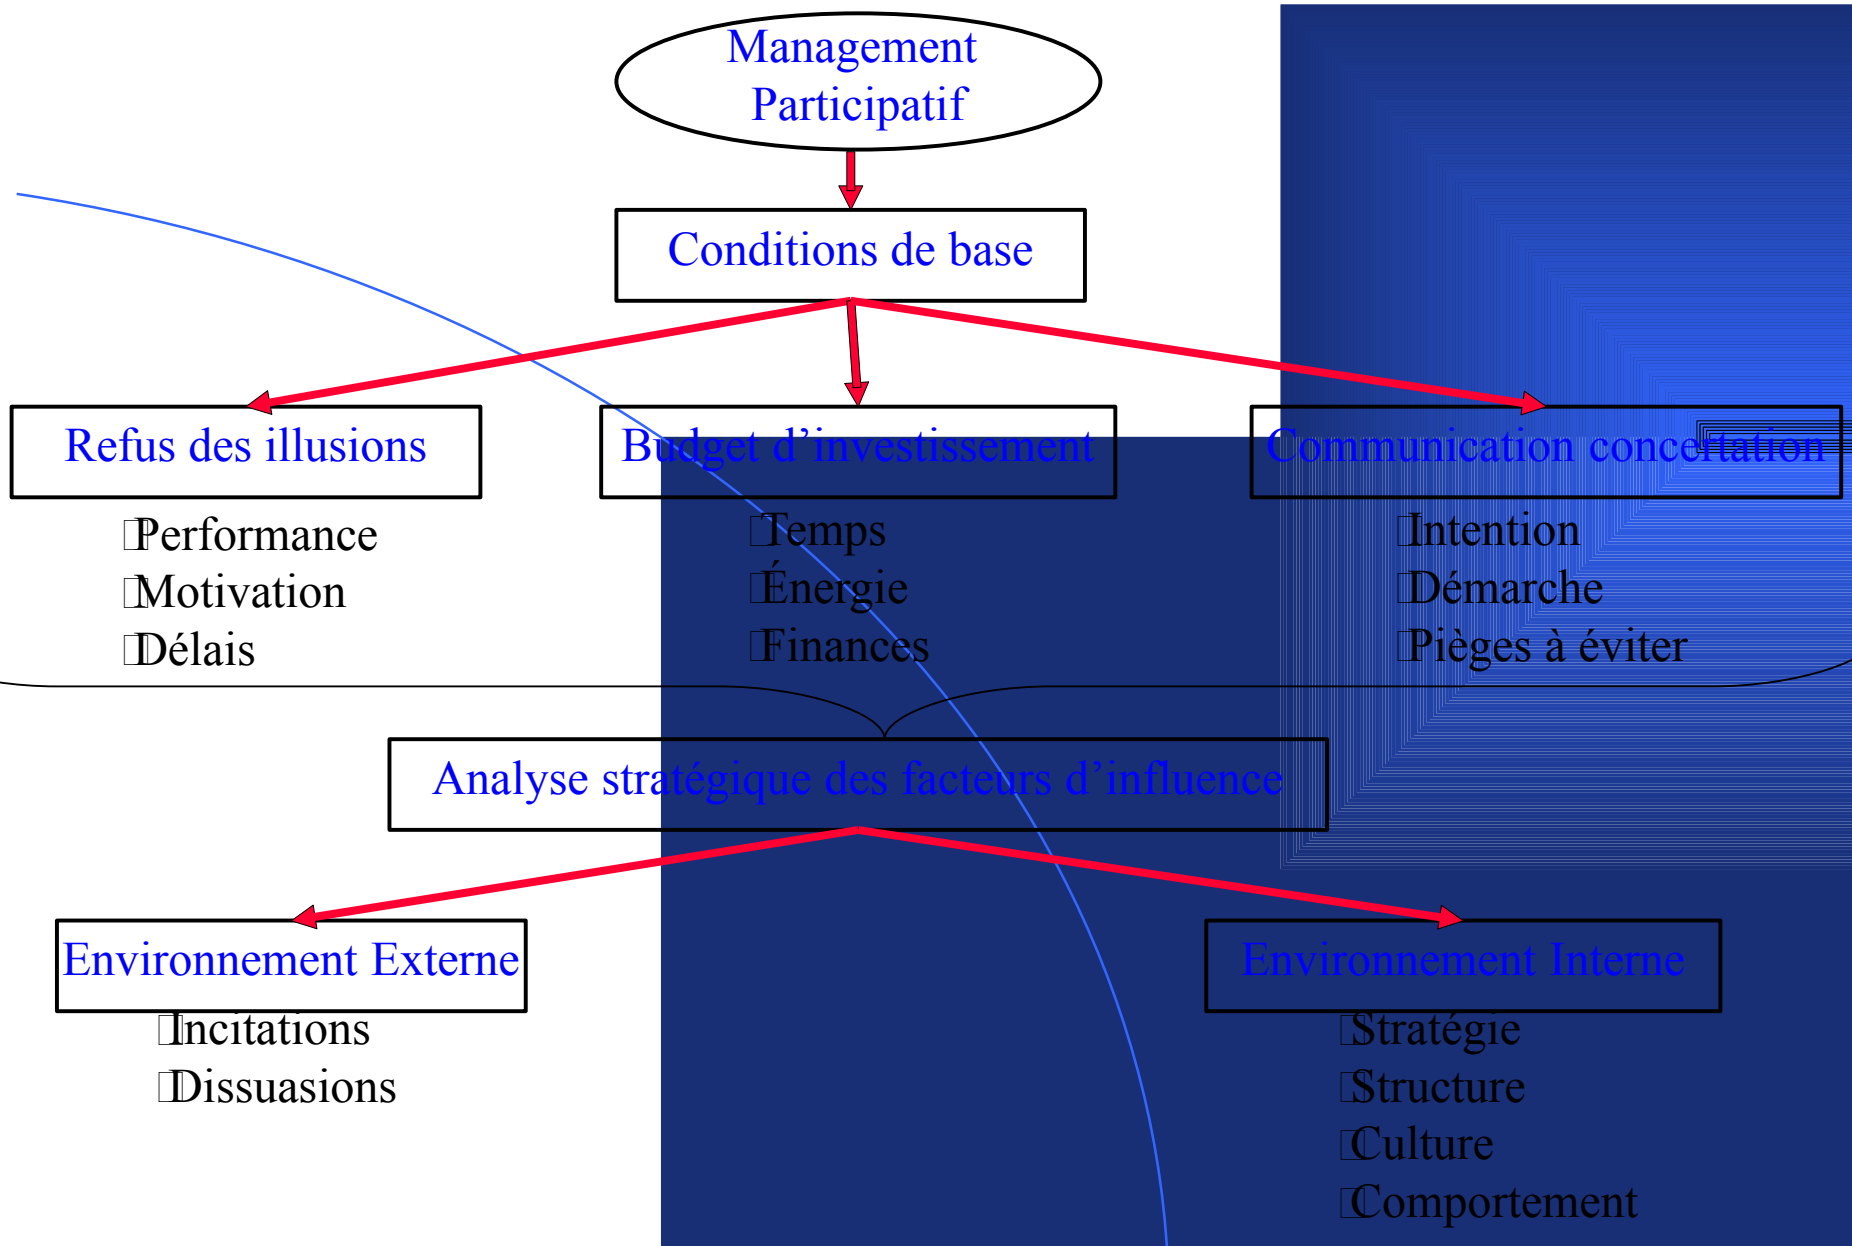 Management
Participatif
Conditions de base
Refus des illusions
Performance
Motivation
Délais
Budget d’investissement
Temps
Énergie
Finances
Communication concertation
Intention
Démarche
Pièges à éviter
Analyse stratégique des facteurs d’influence
Environnement Externe
Incitations
Dissuasions
Environnement Interne
Stratégie
Structure
Culture
Comportement